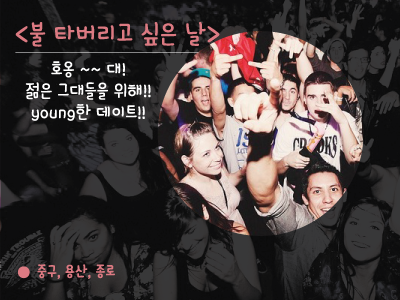 <불 타버리고 싶은 날>
호옹 ~~ 대!
젊은 그대들을 위해!!
young한 데이트!!
CROOKS
● 중구, 용산, 종로